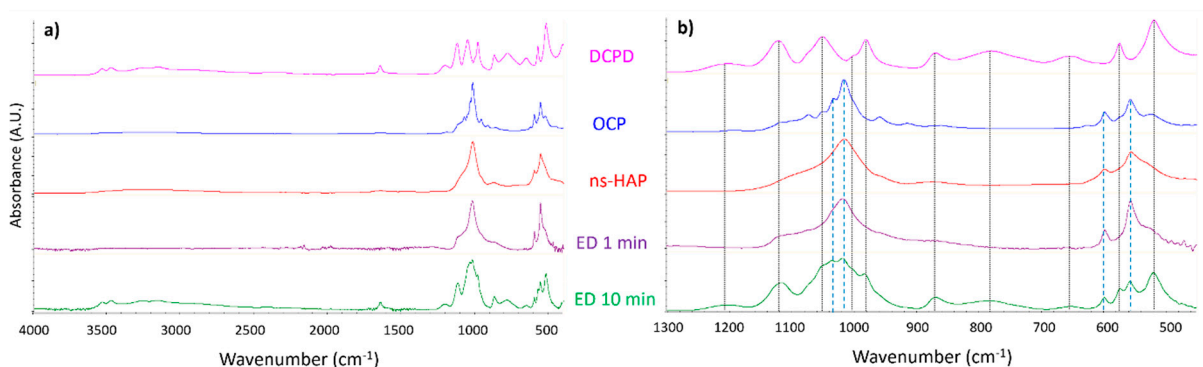 a)
b)
Absorbance (A.U.)
DCPD
OCP
ns-HAP
ED 1 min
ED 10 min
4000 3500 3000 2500 2000 1500 1000 500
1300 1200 1100 1000 900 800 700 600 500
Wavenumber (cm⁻¹)
Wavenumber (cm⁻¹)